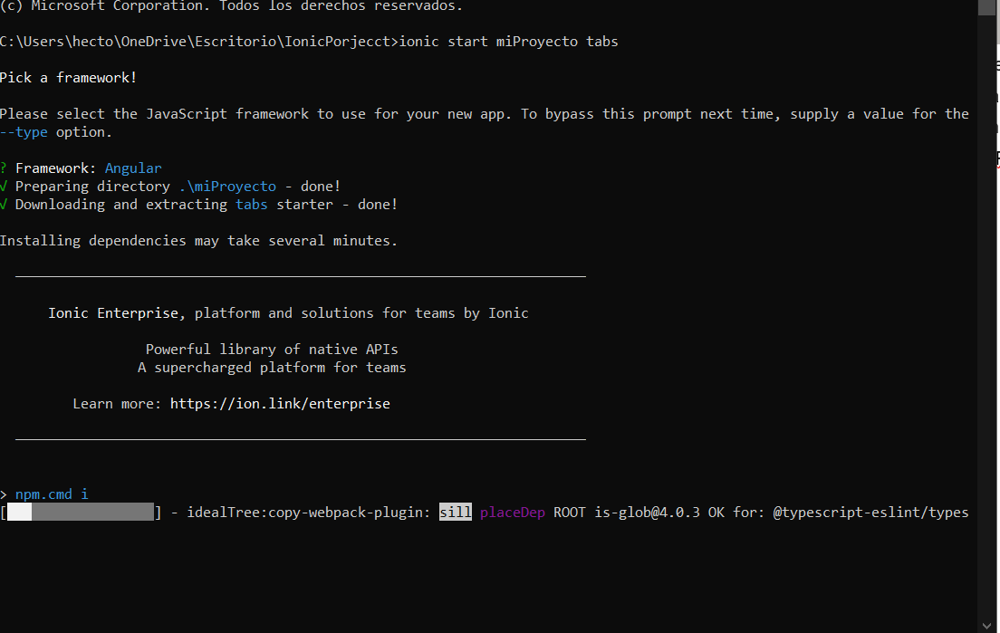 (c) Microsoft Corporation. Todos los derechos reservados.
C:\Users\hecto\OneDrive\Escritorio\IonicPorjecct>ionic start miProyecto tabs
Pick a framework!
Please select the JavaScript framework to use for your new app. To bypass this prompt next time, supply a value for the
--type option.
? Framework: Angular
√ Preparing directory .\miProyecto - done!
√ Downloading and extracting tabs starter - done!
Installing dependencies may take several minutes.
Ionic Enterprise, platform and solutions for teams by Ionic
Powerful library of native APIs
A supercharged platform for teams
Learn more: https://ion.link/enterprise
> npm.cmd i
[ ] - idealTree:copy-webpack-plugin: sill placeDep ROOT is-glob@4.0.3 OK for: @typescript-eslint/types